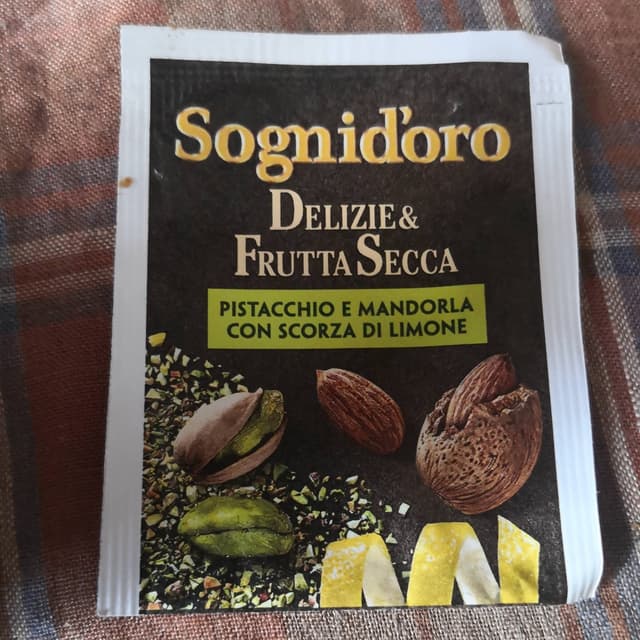 Sognid'oro
DELIZIE &
FRUTTA SECCA
PISTACCHIO E MANDORLA
CON SCORZA DI LIMONE